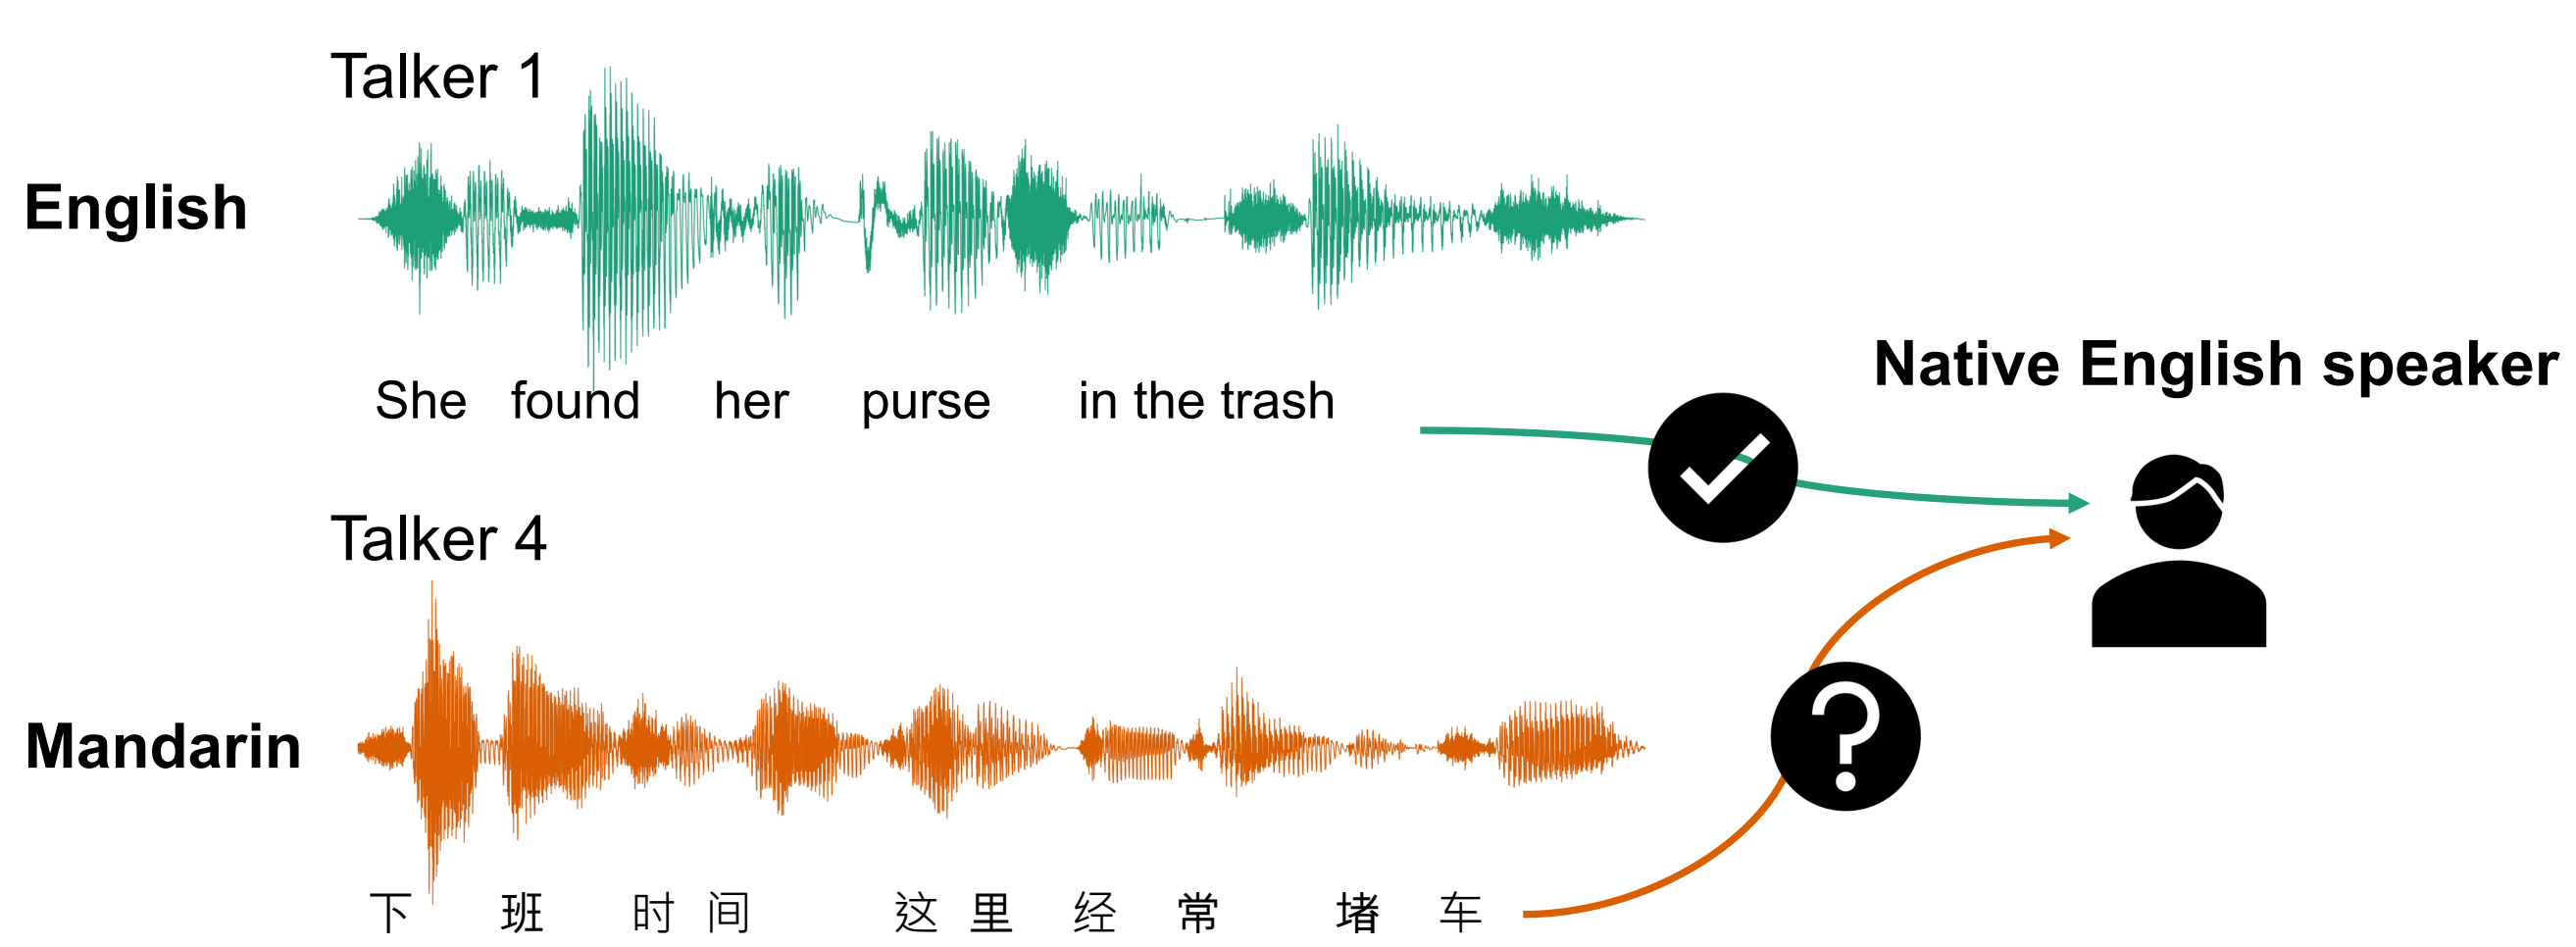 Talker 1
English
She found her purse in the trash
Native English speaker
Talker 4
Mandarin
下班时间 这里经常堵车